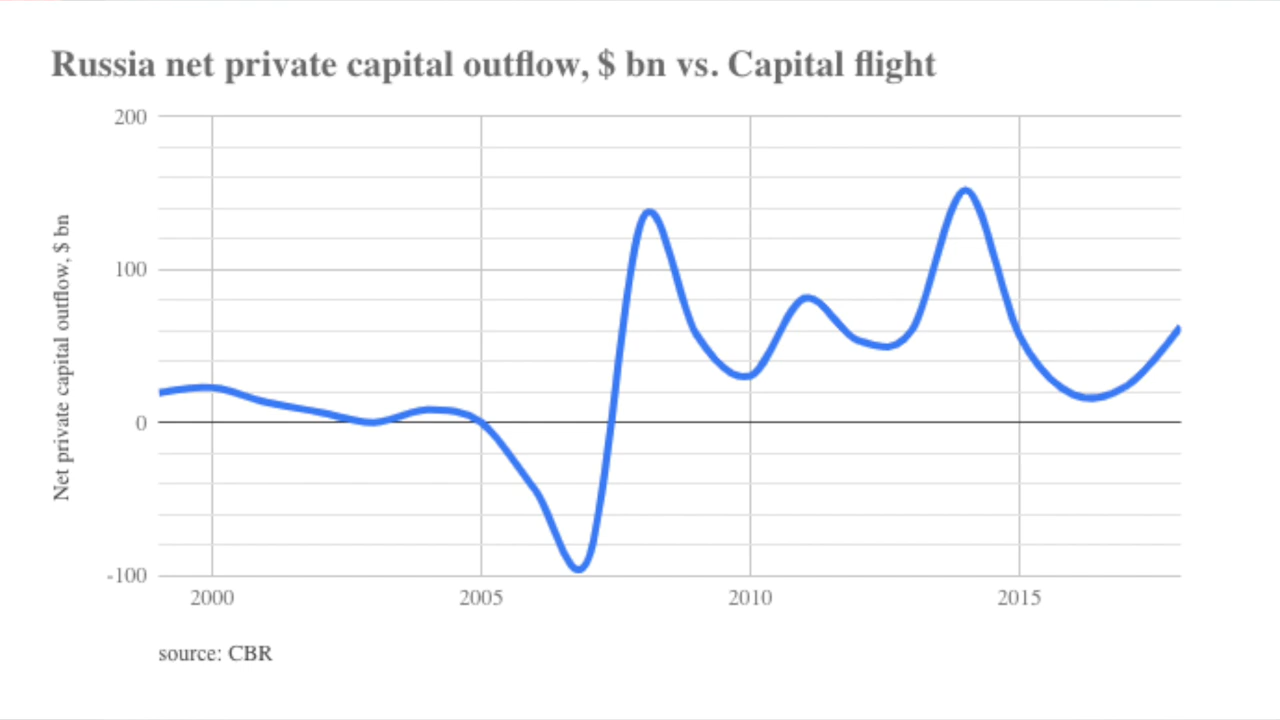 Russia net private capital outflow, $ bn vs. Capital flight
200
100
0
-100
Net private capital outflow, $ bn
2000 2005 2010 2015
source: CBR